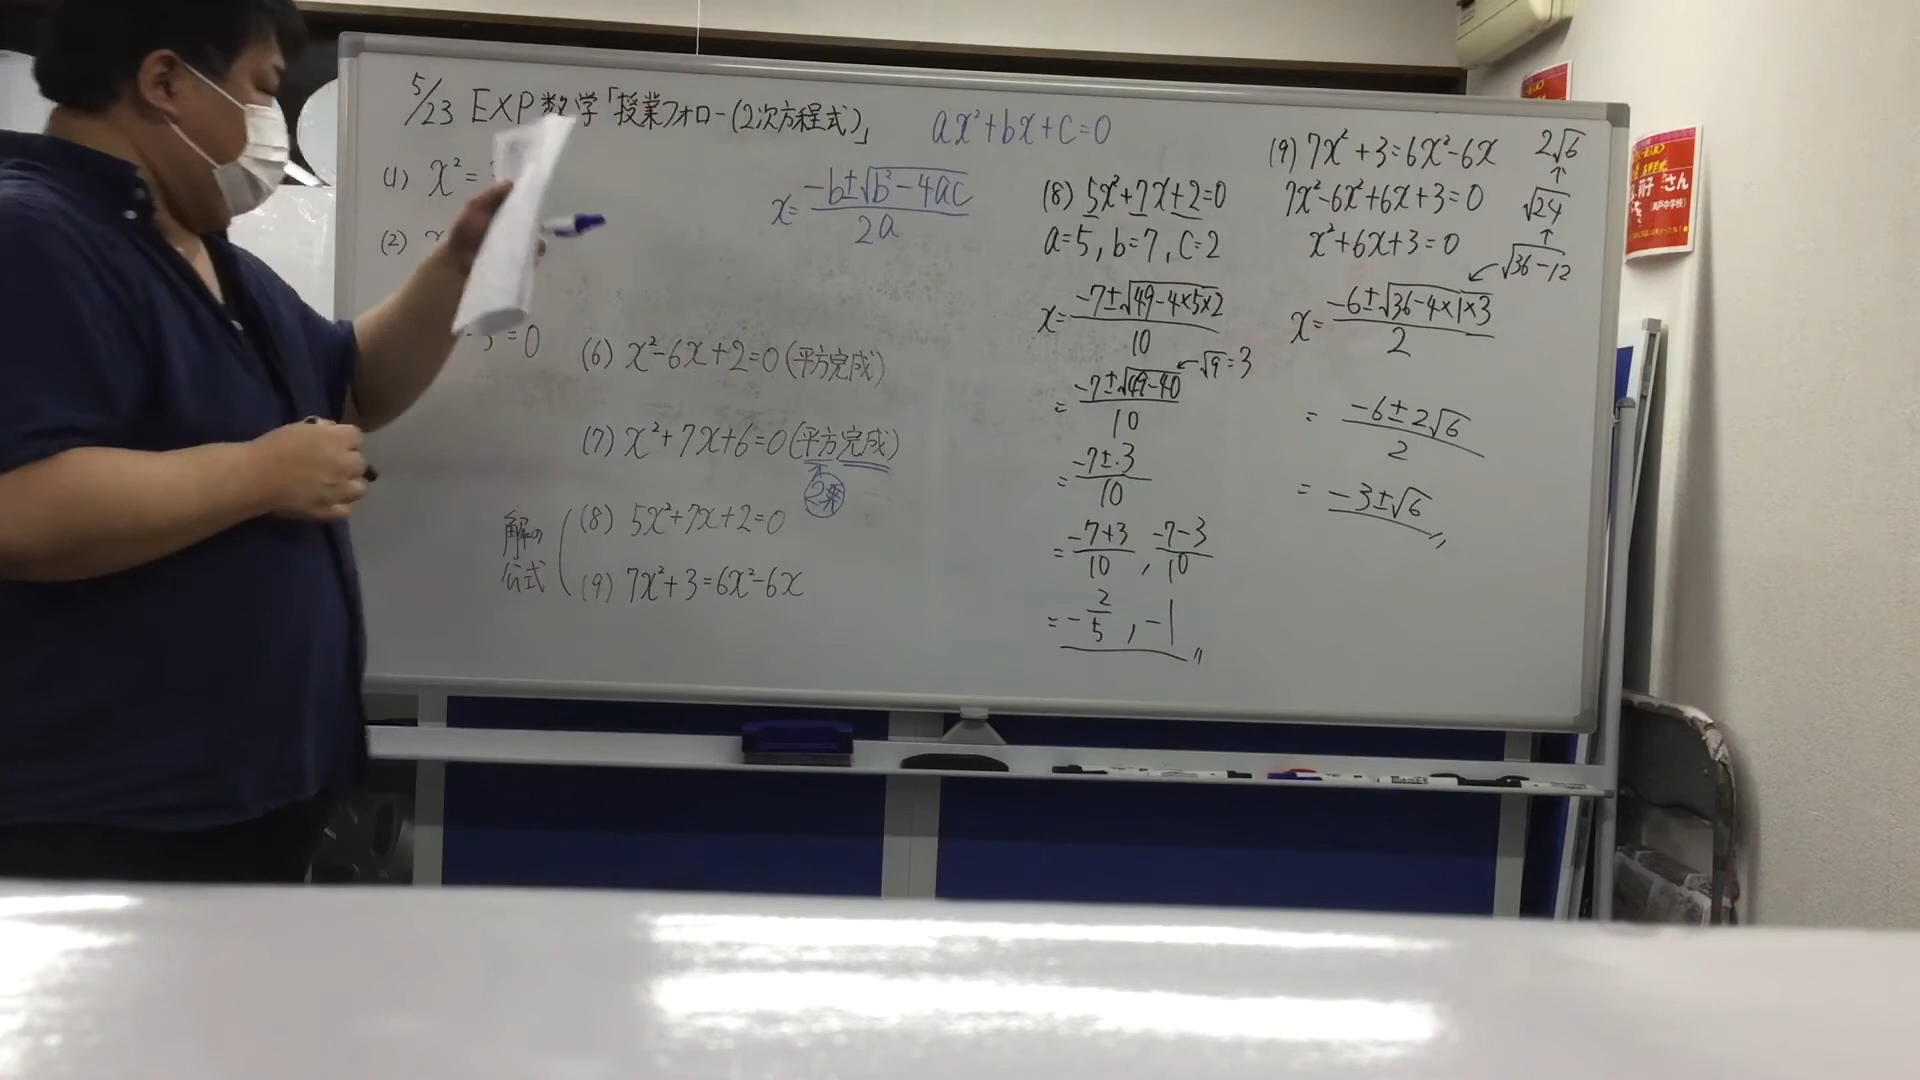 5/23 EXP数学「授業フォロー(2次方程式)」
(1) x² =
(2)
=0
(6) x²-6x+2=0(平方完成)
(7) x²+7x+6=0(平方完成)
2乗
解の公式
(8) 5x²+7x+2=0
(9) 7x²+3=6x²-6x
ax²+bx+c=0
x= -b±√b²-4ac / 2a
(8) 5x²+7x+2=0
a=5, b=7, c=2
x= -7±√49-4×5×2 / 10
= -7±√49-40 / 10 ← √9=3
= -7±3 / 10
= -7+3 / 10 , -7-3 / 10
= -2/5 , -1 〃
(9) 7x²+3=6x²-6x
7x²-6x²+6x+3=0
x²+6x+3=0
x= -6±√36-4×1×3 / 2
= -6±2√6 / 2
= -3±√6 〃
2√6
↑
√24
↑
√36-12
さん